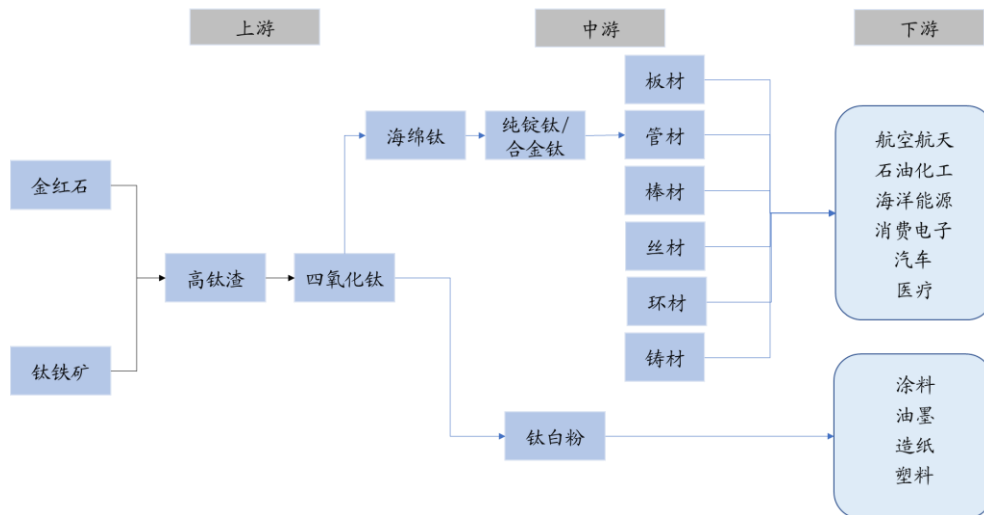 上游
中游
下游
金红石
钛铁矿
高钛渣
四氧化钛
海绵钛
纯锭钛/
合金钛
板材
管材
棒材
丝材
环材
铸材
钛白粉
航空航天
石油化工
海洋能源
消费电子
汽车
医疗
涂料
油墨
造纸
塑料